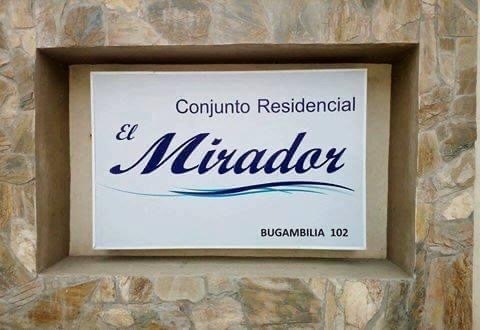 Conjunto Residencial
El
Mirador
BUGAMBILIA 102